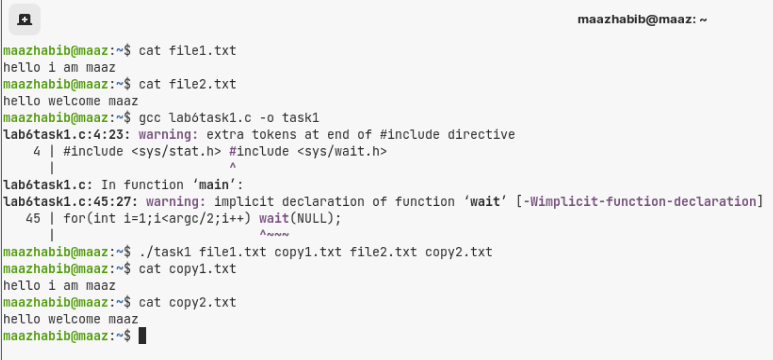 maazhabib@maaz: ~
maazhabib@maaz:~$ cat file1.txt
hello i am maaz
maazhabib@maaz:~$ cat file2.txt
hello welcome maaz
maazhabib@maaz:~$ gcc lab6task1.c -o task1
lab6task1.c:4:23: warning: extra tokens at end of #include directive
    4 | #include <sys/stat.h> #include <sys/wait.h>
      |                       ^
lab6task1.c: In function ‘main’:
lab6task1.c:45:27: warning: implicit declaration of function ‘wait’ [-Wimplicit-function-declaration]
   45 | for(int i=1;i<argc/2;i++) wait(NULL);
      |                           ^~~~
maazhabib@maaz:~$ ./task1 file1.txt copy1.txt file2.txt copy2.txt
maazhabib@maaz:~$ cat copy1.txt
hello i am maaz
maazhabib@maaz:~$ cat copy2.txt
hello welcome maaz
maazhabib@maaz:~$